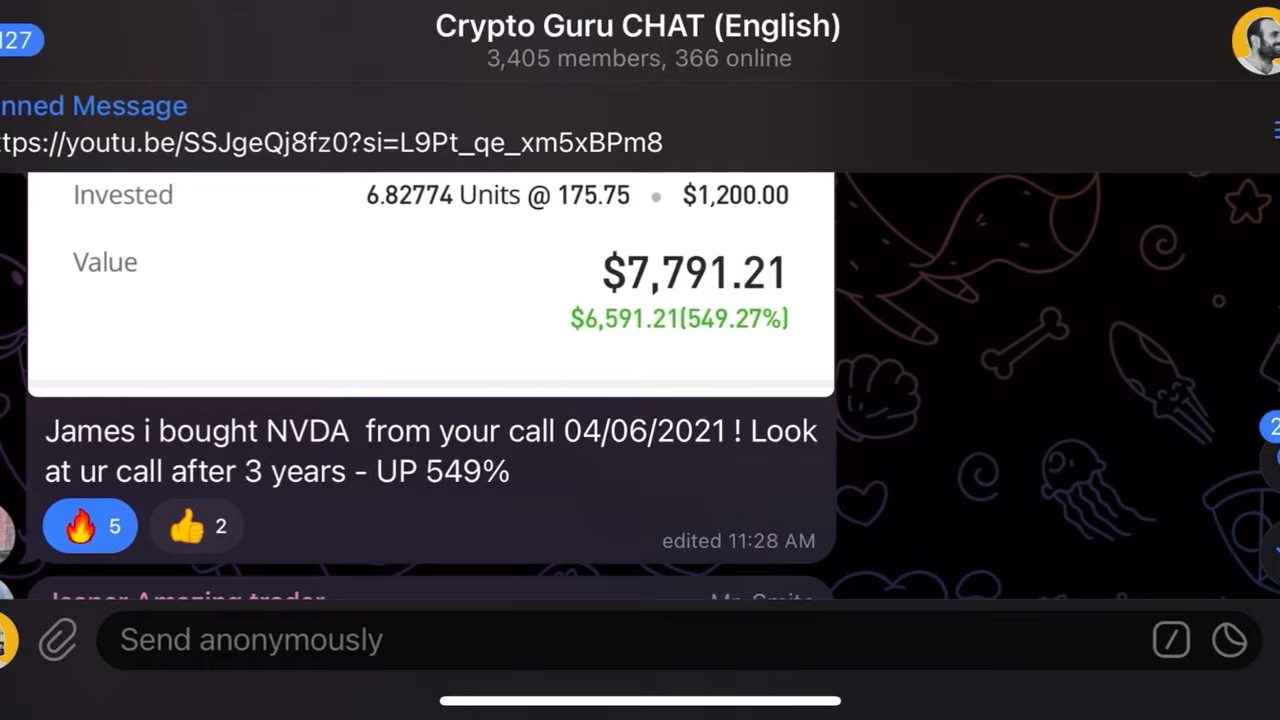 127
Crypto Guru CHAT (English)
3,405 members, 366 online
nned Message
ttps://youtu.be/SSJgeQj8fz0?si=L9Pt_qe_xm5xBPm8
Invested 6.82774 Units @ 175.75 • $1,200.00
Value $7,791.21
$6,591.21(549.27%)
James i bought NVDA from your call 04/06/2021 ! Look
at ur call after 3 years - UP 549%
🔥 5 👍 2
edited 11:28 AM
2
Send anonymously